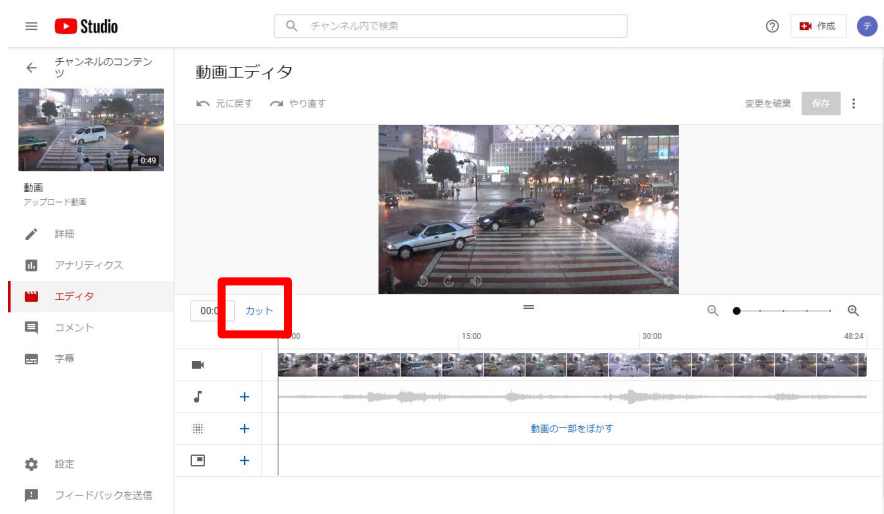 Studio
チャンネル内で検索
作成
テ
チャンネルのコンテン
ツ
0:49
動画
アップロード動画
詳細
アナリティクス
エディタ
コメント
字幕
設定
フィードバックを送信
動画エディタ
元に戻す やり直す
変更を破棄 保存
カット
15:00 30:00 48:24
動画の一部をぼかす